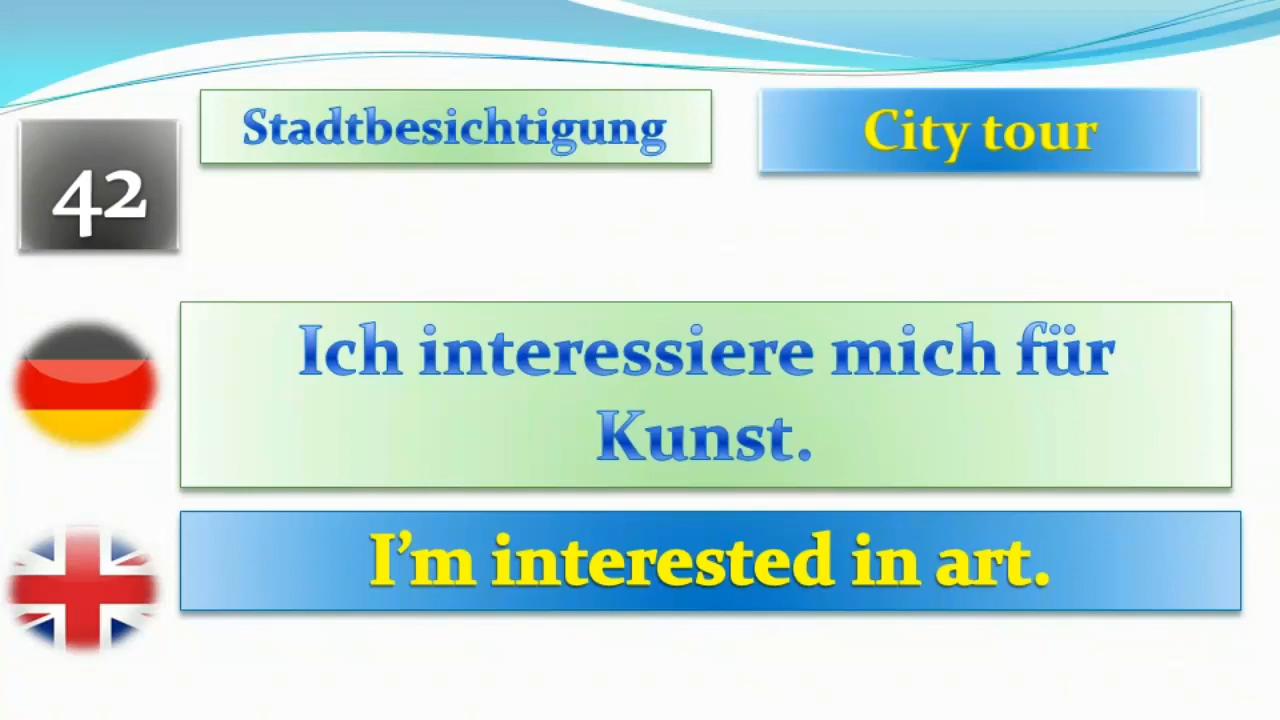 Stadtbesichtigung
City tour
42
Ich interessiere mich für
Kunst.
I’m interested in art.